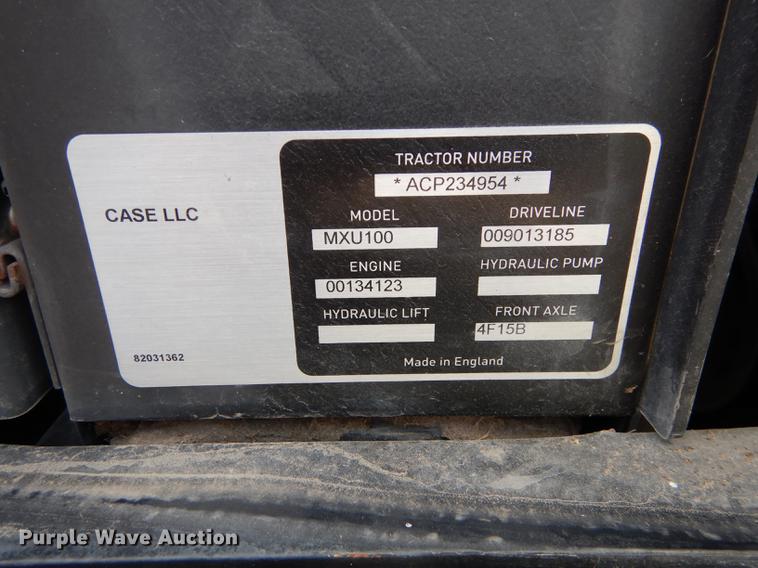 CASE LLC
82031362
TRACTOR NUMBER
* ACP234954 *
MODEL DRIVELINE
MXU100 009013185
ENGINE HYDRAULIC PUMP
00134123
HYDRAULIC LIFT FRONT AXLE
4F15B
Made in England
Purple Wave Auction